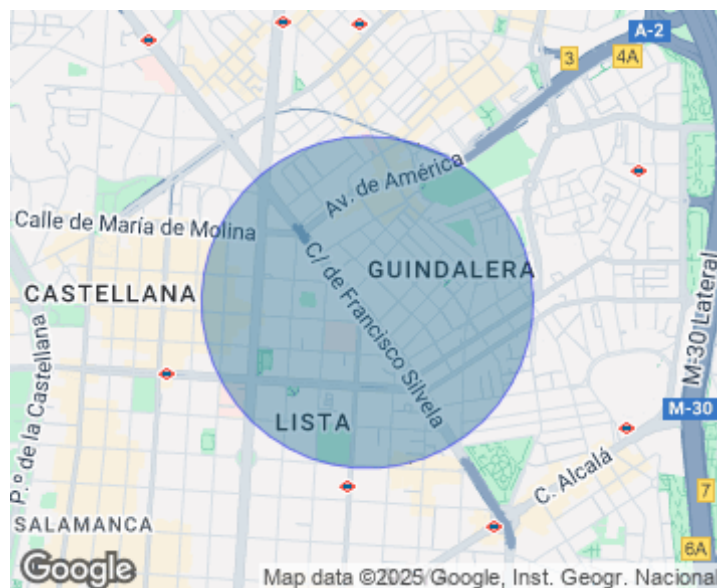 A-2
3
4A
Av. de América
Calle de María de Molina
C/ de Francisco Silvela
GUINDALERA
CASTELLANA
M-30 Lateral
P.º de la Castellana
M-30
LISTA
C. Alcalá
7
SALAMANCA
6A
Google
Map data ©2025 Google, Inst. Geogr. Nacional